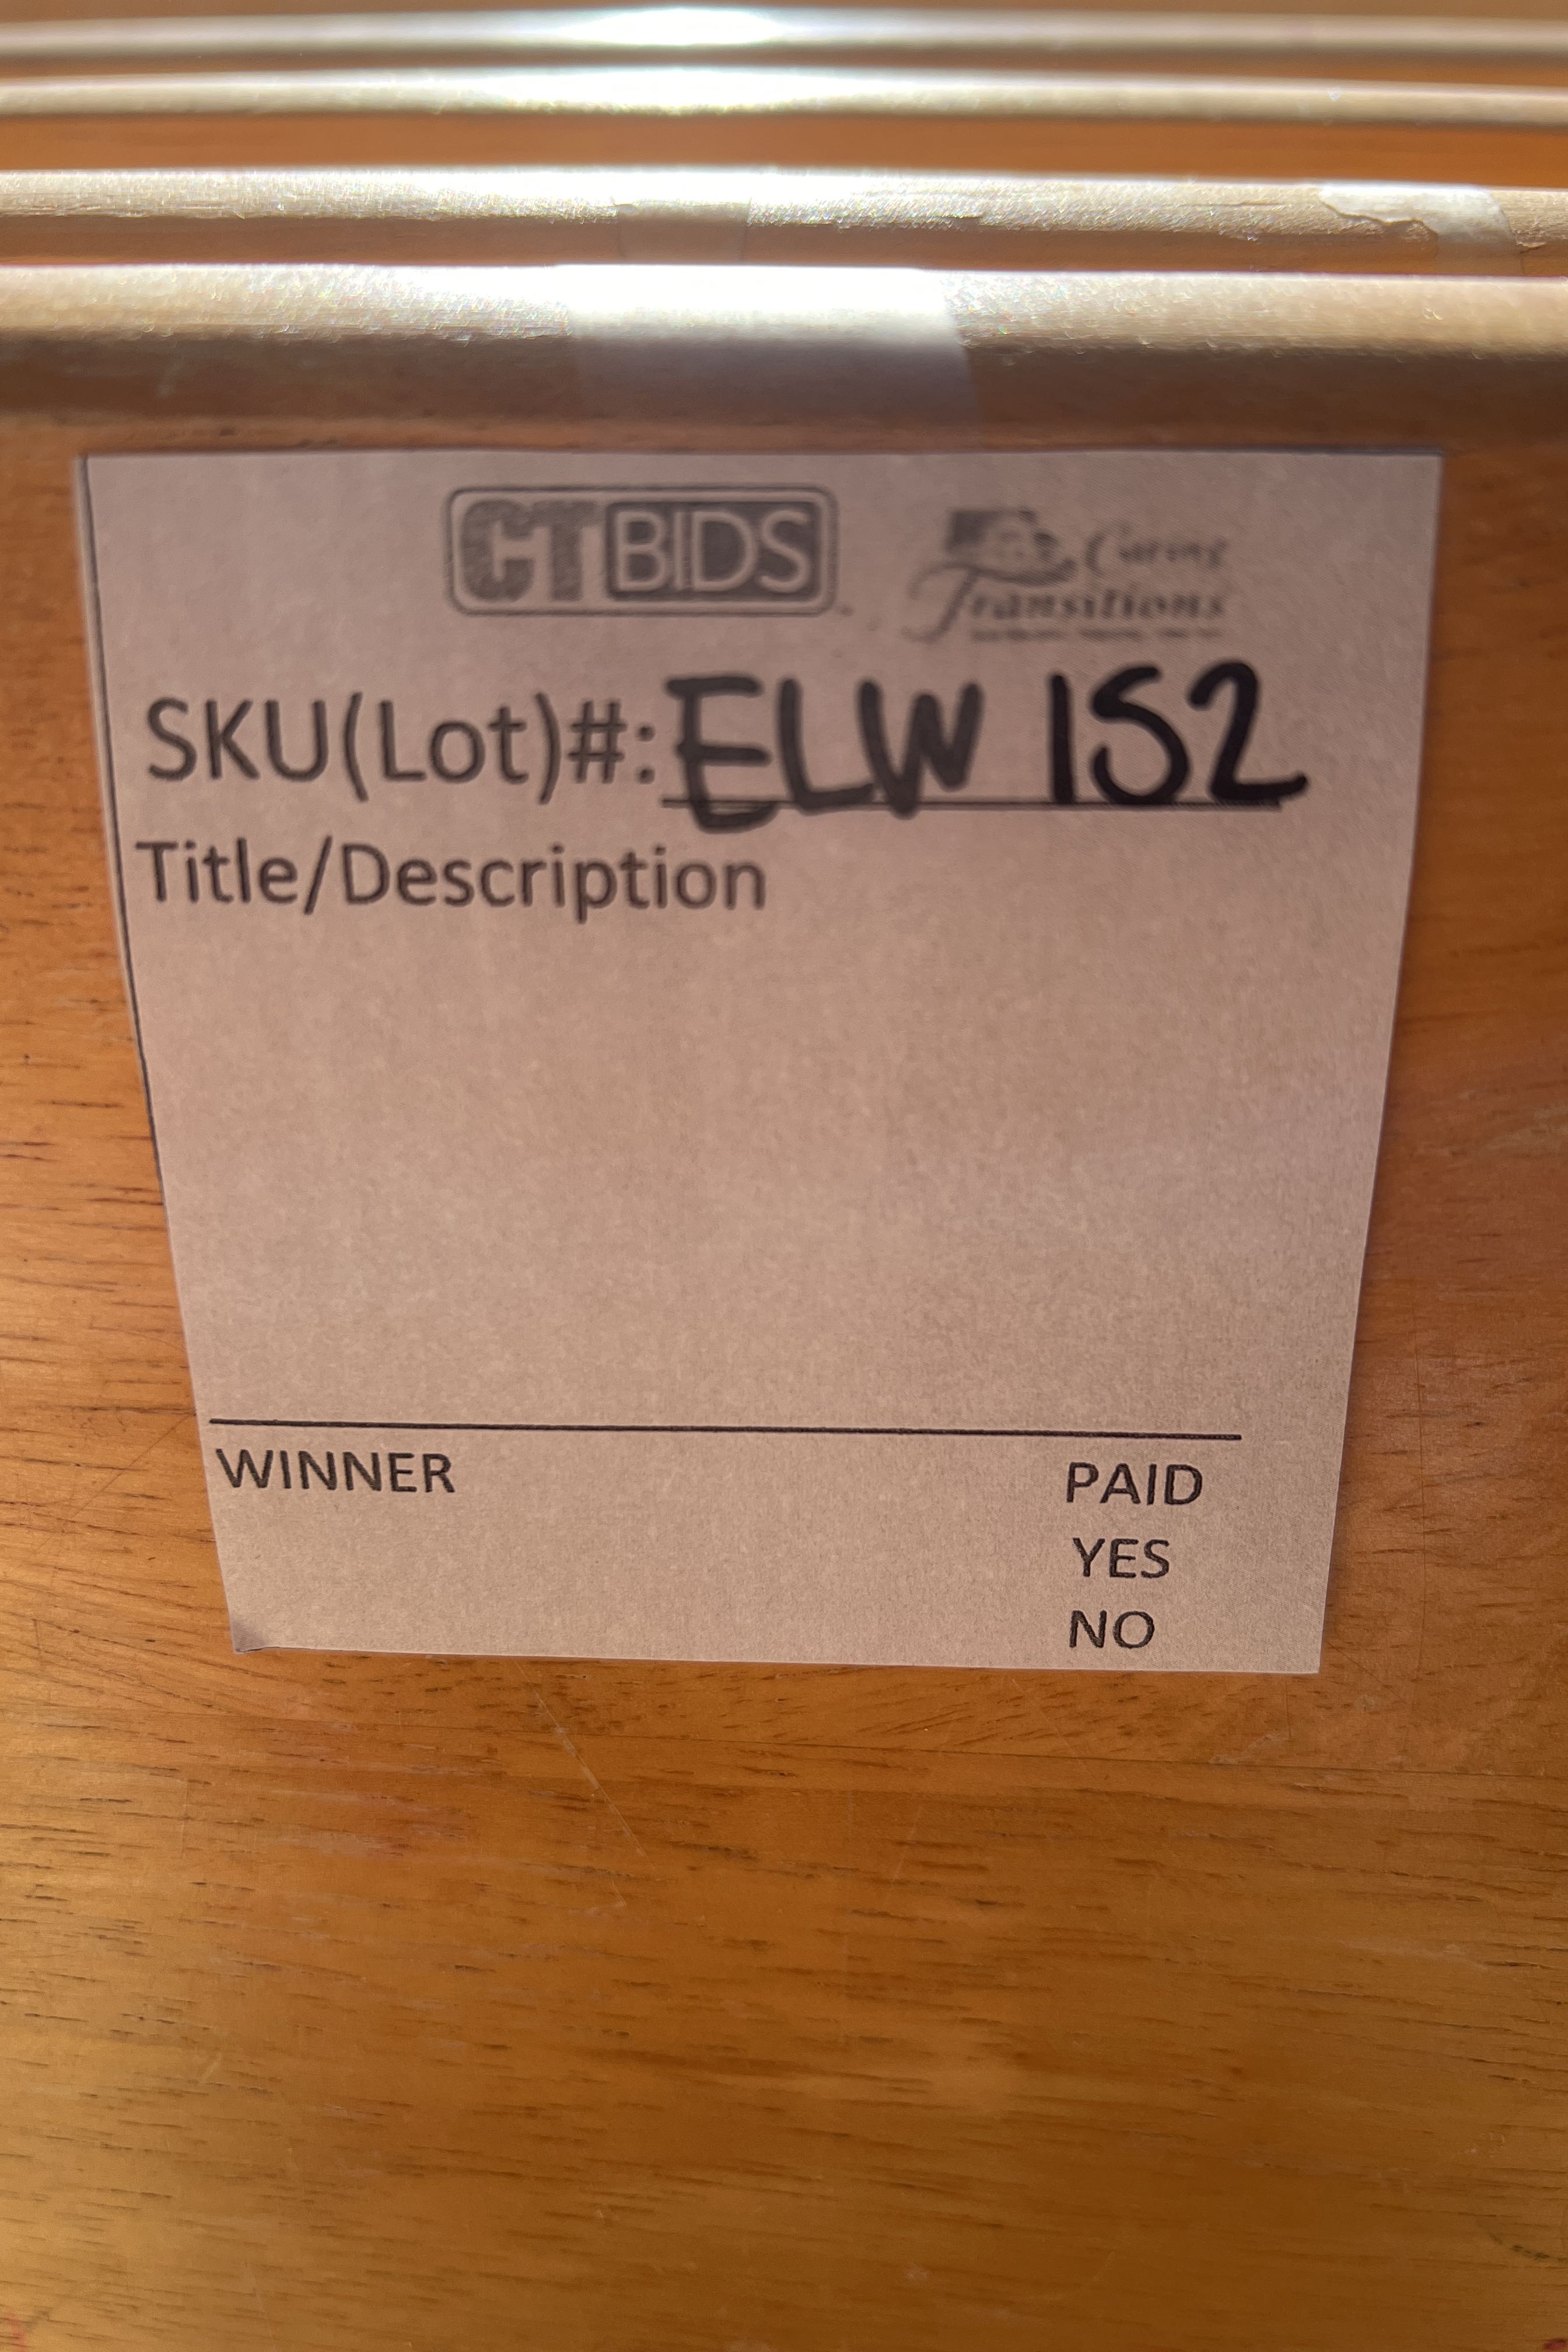 CTBIDS
Caring
Transitions
SKU(Lot)#: ELW 152
Title/Description
WINNER PAID
YES
NO